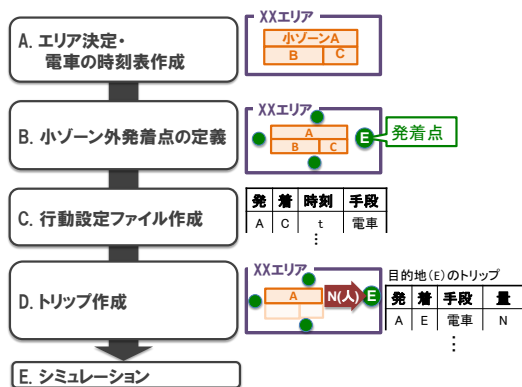 A. エリア決定・
電車の時刻表作成
XXエリア
小ゾーンA
B C
B. 小ゾーン外発着点の定義
XXエリア
A
B C
E
発着点
C. 行動設定ファイル作成
発 着 時刻 手段
A C t 電車
⋮
D. トリップ作成
XXエリア
A
N(人)
E
目的地(E)のトリップ
発 着 手段 量
A E 電車 N
⋮
E. シミュレーション